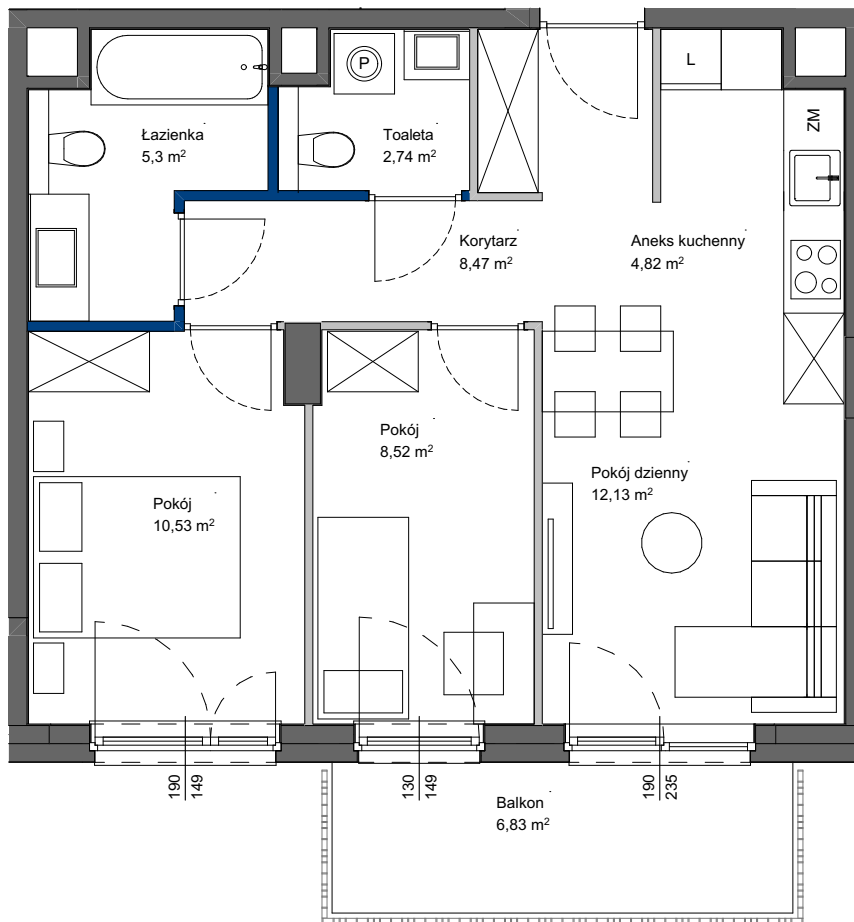 L
P
ZM
Łazienka
5,3 m²
Toaleta
2,74 m²
Korytarz
8,47 m²
Aneks kuchenny
4,82 m²
Pokój
8,52 m²
Pokój dzienny
12,13 m²
Pokój
10,53 m²
190
149
130
149
190
235
Balkon
6,83 m²